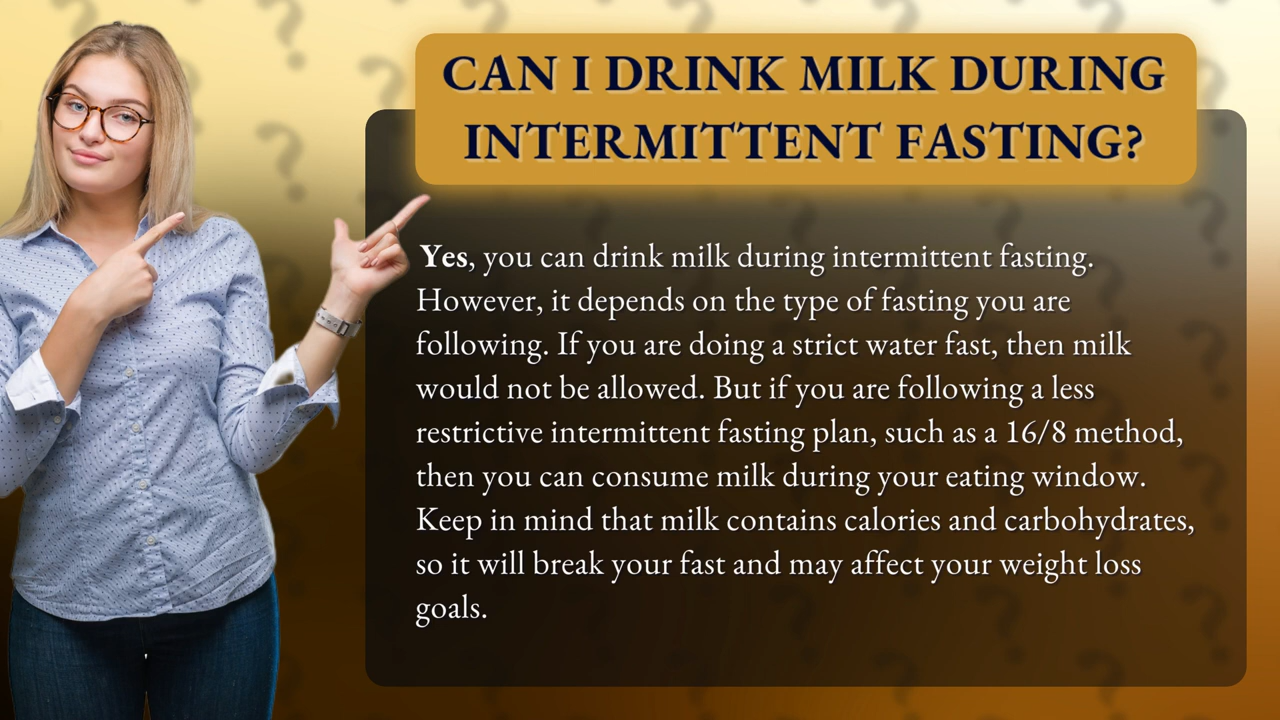 CAN I DRINK MILK DURING
INTERMITTENT FASTING?
Yes, you can drink milk during intermittent fasting.
However, it depends on the type of fasting you are
following. If you are doing a strict water fast, then milk
would not be allowed. But if you are following a less
restrictive intermittent fasting plan, such as a 16/8 method,
then you can consume milk during your eating window.
Keep in mind that milk contains calories and carbohydrates,
so it will break your fast and may affect your weight loss
goals.